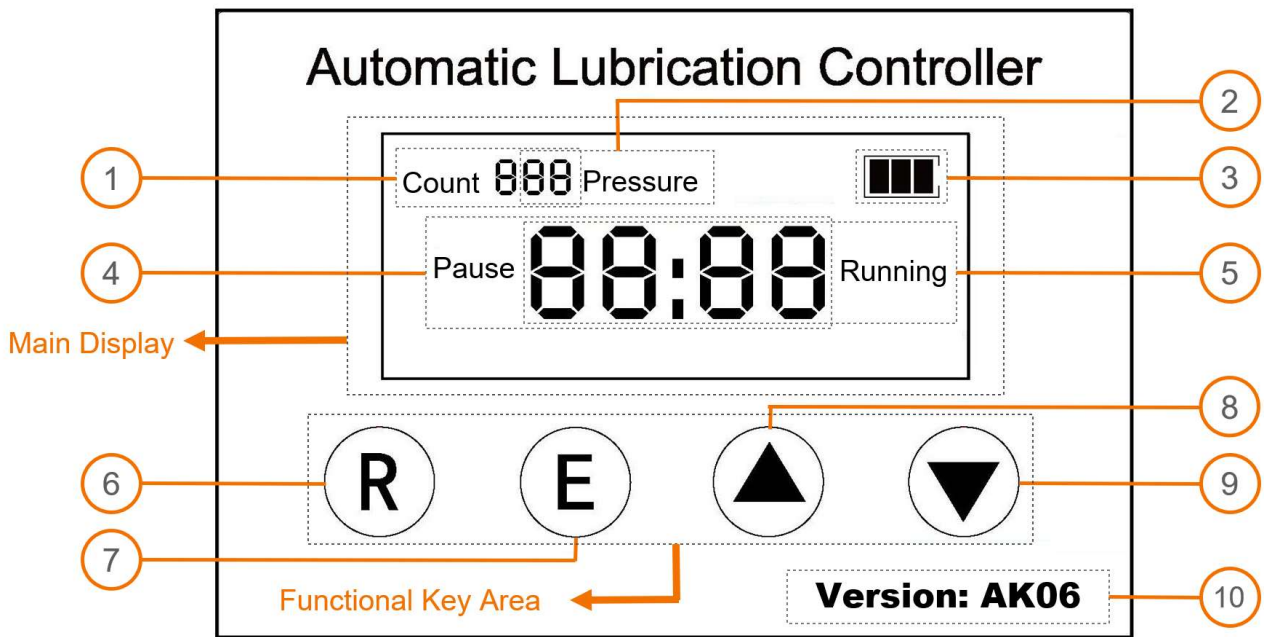 Automatic Lubrication Controller
2
1
Count 888 Pressure
3
4
Pause 88:88 Running
5
Main Display
8
6
R E
9
7
Functional Key Area
Version: AK06
10